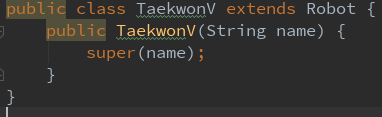 public class TaekwonV extends Robot {
    public TaekwonV(String name) {
        super(name);
    }
}